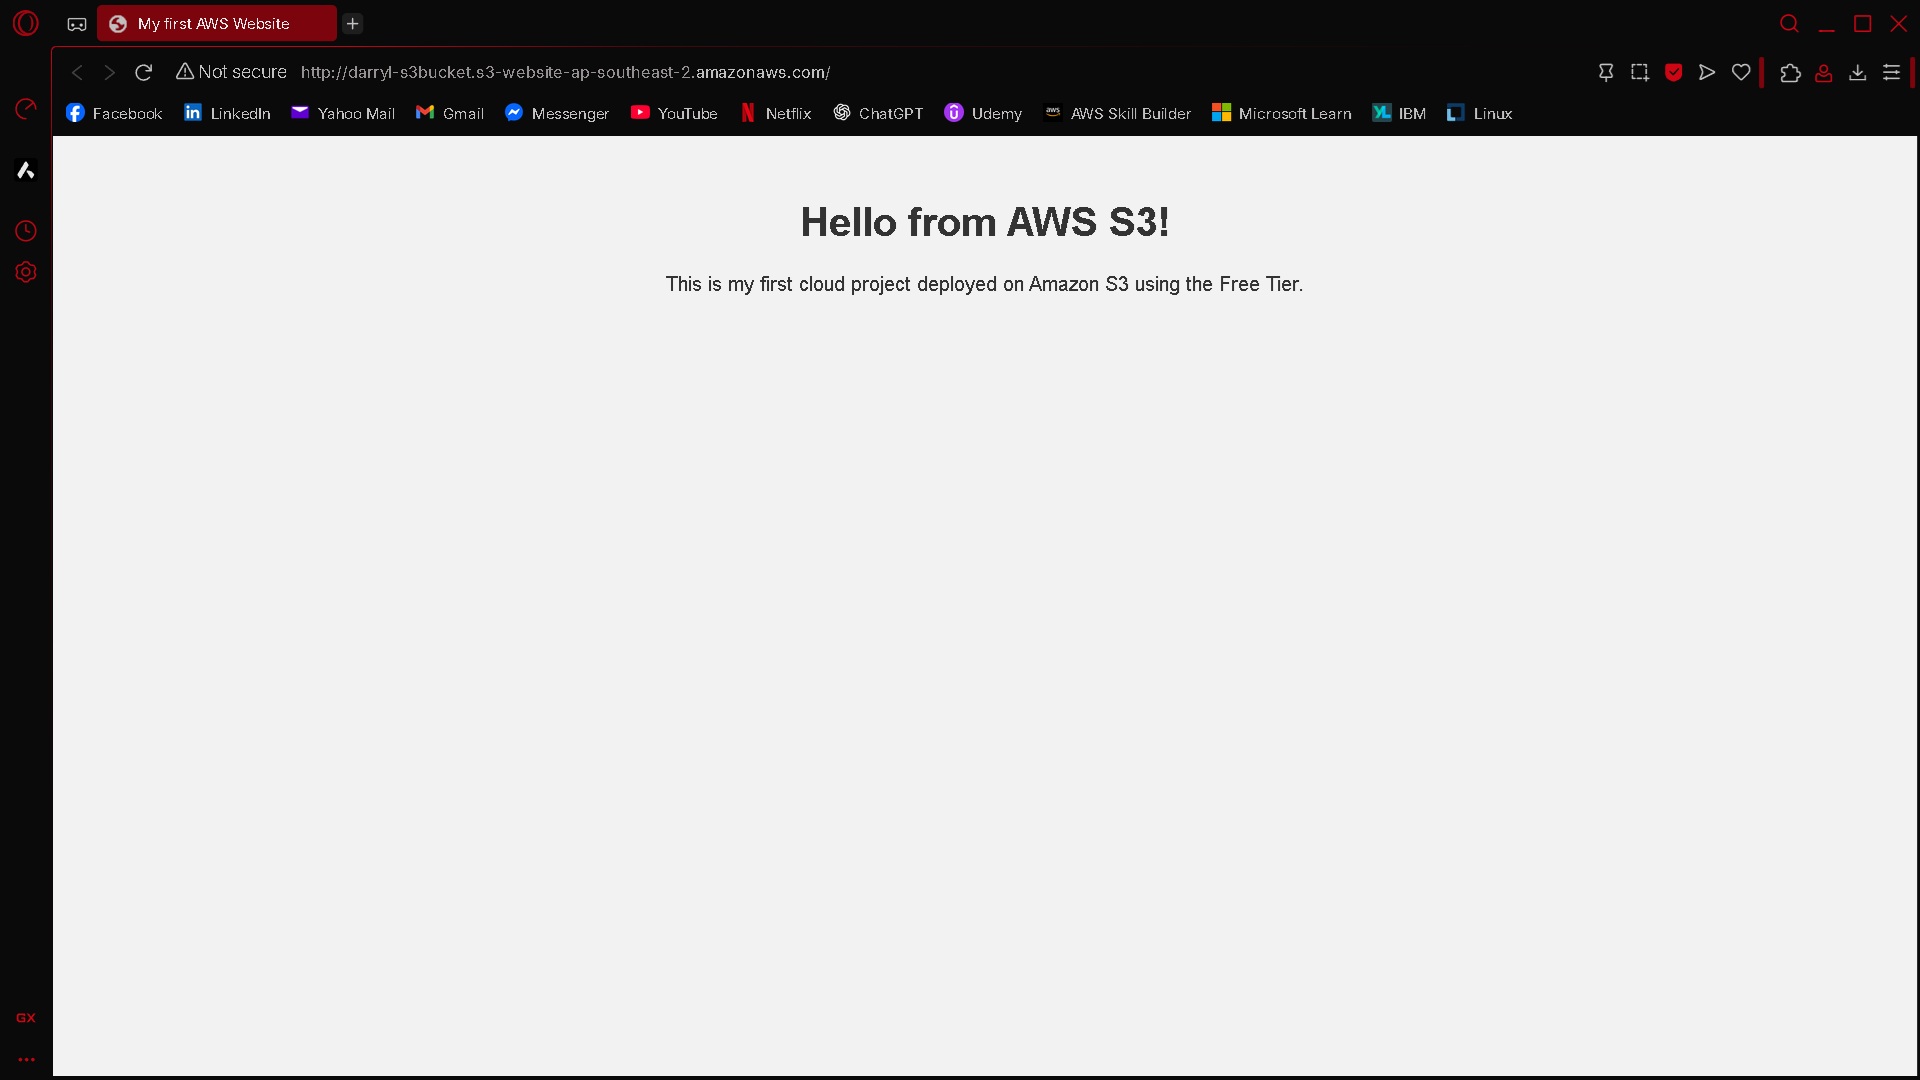 My first AWS Website
Not secure http://darryl-s3bucket.s3-website-ap-southeast-2.amazonaws.com/
Facebook LinkedIn Yahoo Mail Gmail Messenger YouTube Netflix ChatGPT Udemy aws AWS Skill Builder Microsoft Learn YL IBM Linux
Hello from AWS S3!
This is my first cloud project deployed on Amazon S3 using the Free Tier.
GX